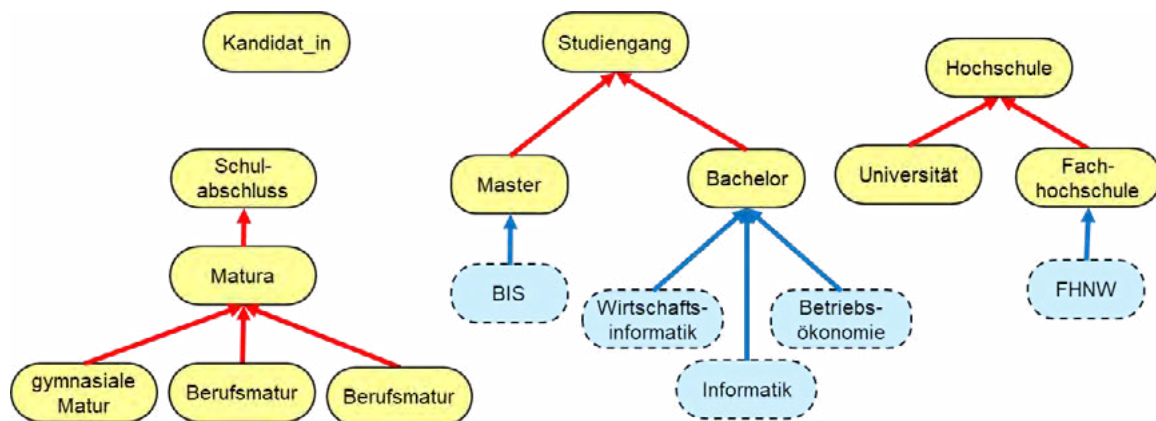 Kandidat_in
Studiengang
Hochschule
Schul-
abschluss
Master
Bachelor
Universität
Fach-
hochschule
Matura
BIS
Wirtschafts-
informatik
Betriebs-
ökonomie
FHNW
gymnasiale
Matur
Berufsmatur
Berufsmatur
Informatik